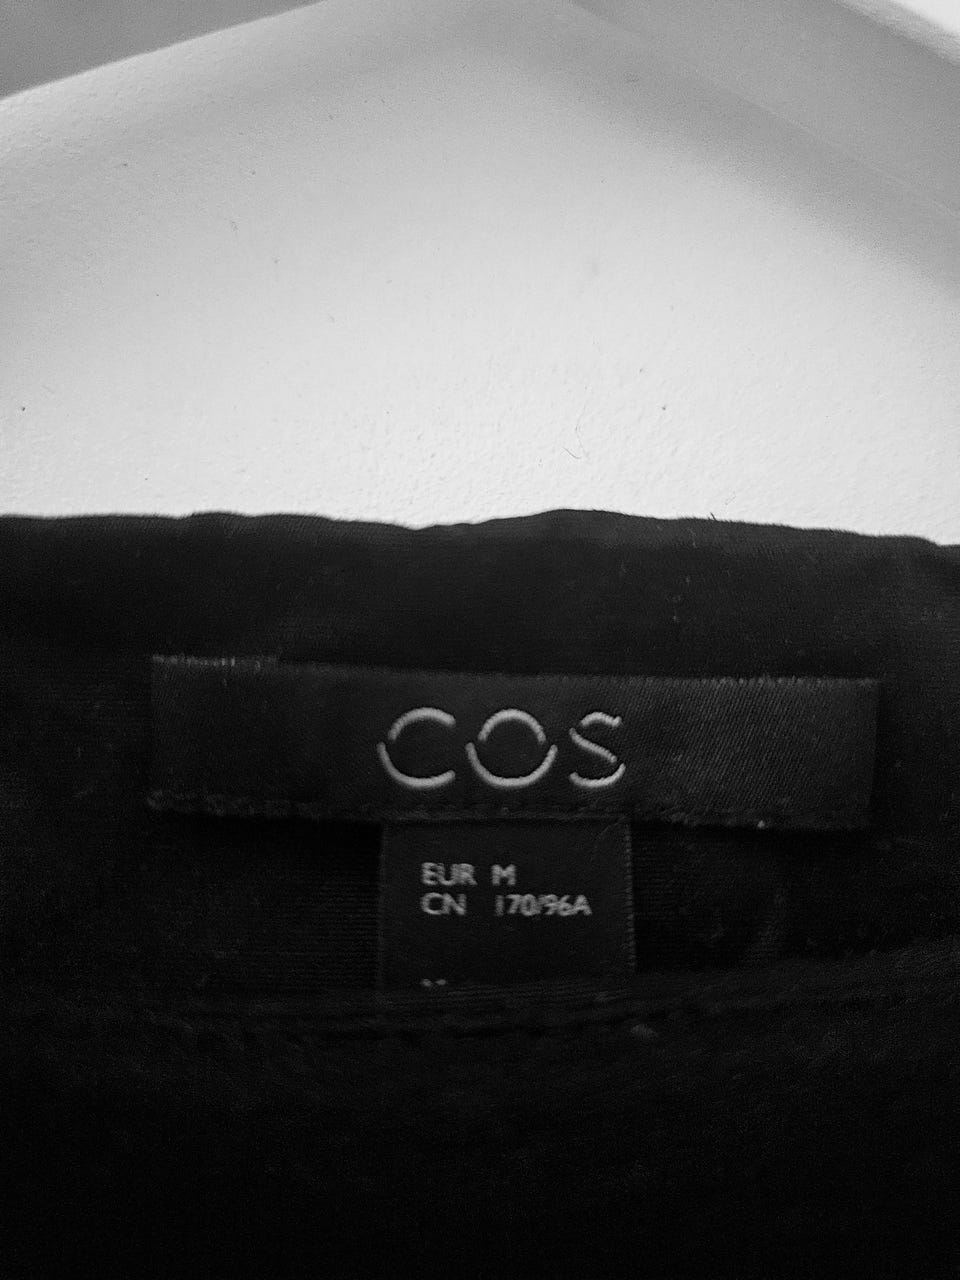 COS
EUR M
CN 170/96A